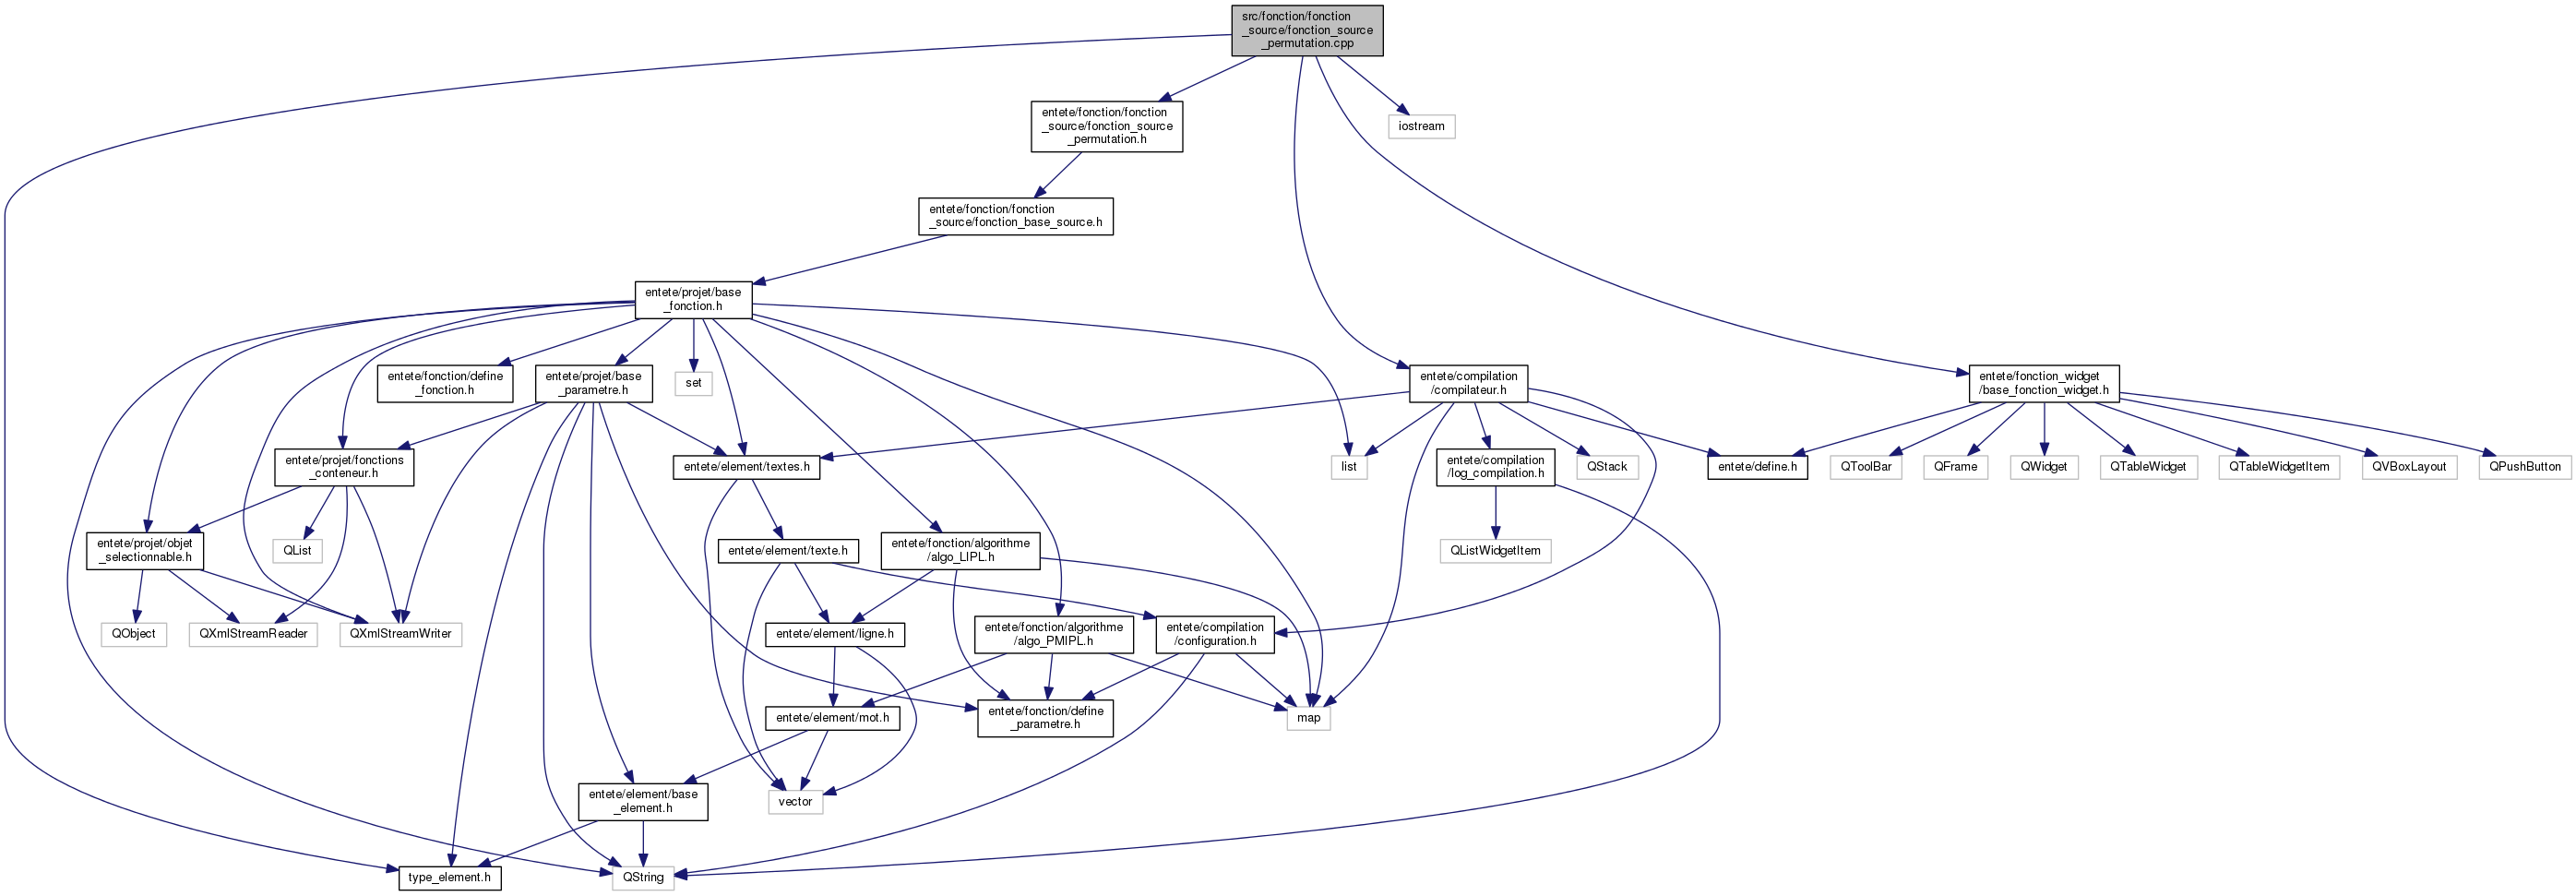 src/fonction/fonction
_source/fonction_source
_permutation.cpp
entete/fonction/fonction
_source/fonction_source
_permutation.h
iostream
entete/fonction/fonction
_source/fonction_base_source.h
entete/projet/base
_fonction.h
entete/fonction/define
_fonction.h
entete/projet/base
_parametre.h
set
entete/compilation
/compilateur.h
entete/fonction_widget
/base_fonction_widget.h
entete/projet/fonctions
_conteneur.h
entete/element/textes.h
list
entete/compilation
/log_compilation.h
QStack
entete/define.h
QToolBar
QFrame
QWidget
QTableWidget
QTableWidgetItem
QVBoxLayout
QPushButton
entete/projet/objet
_selectionnable.h
QList
entete/element/texte.h
entete/fonction/algorithme
/algo_LIPL.h
QListWidgetItem
QObject
QXmlStreamReader
QXmlStreamWriter
entete/element/ligne.h
entete/fonction/algorithme
/algo_PMIPL.h
entete/compilation
/configuration.h
entete/element/mot.h
entete/fonction/define
_parametre.h
map
entete/element/base
_element.h
vector
type_element.h
QString